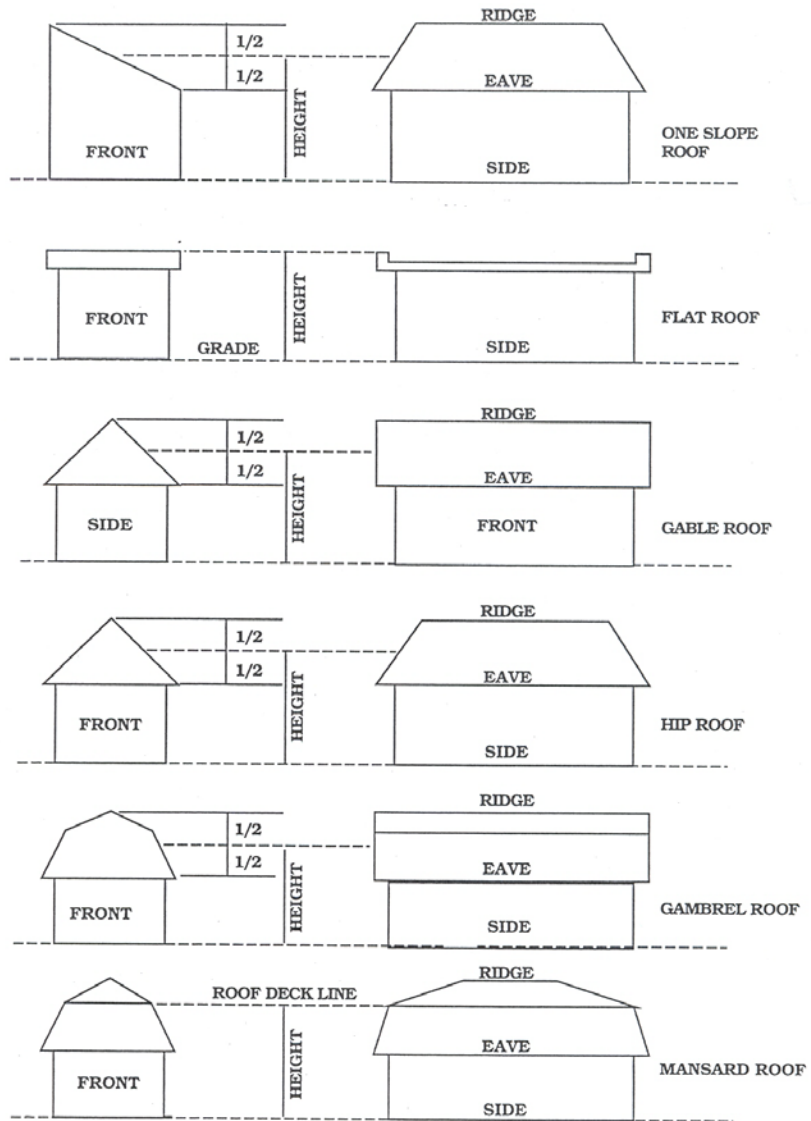 RIDGE
1/2
1/2
HEIGHT
EAVE
FRONT
SIDE
ONE SLOPE
ROOF
HEIGHT
FRONT
GRADE
SIDE
FLAT ROOF
RIDGE
1/2
1/2
HEIGHT
EAVE
SIDE
FRONT
GABLE ROOF
RIDGE
1/2
1/2
HEIGHT
EAVE
FRONT
SIDE
HIP ROOF
RIDGE
1/2
1/2
HEIGHT
EAVE
FRONT
SIDE
GAMBREL ROOF
RIDGE
ROOF DECK LINE
HEIGHT
EAVE
FRONT
SIDE
MANSARD ROOF